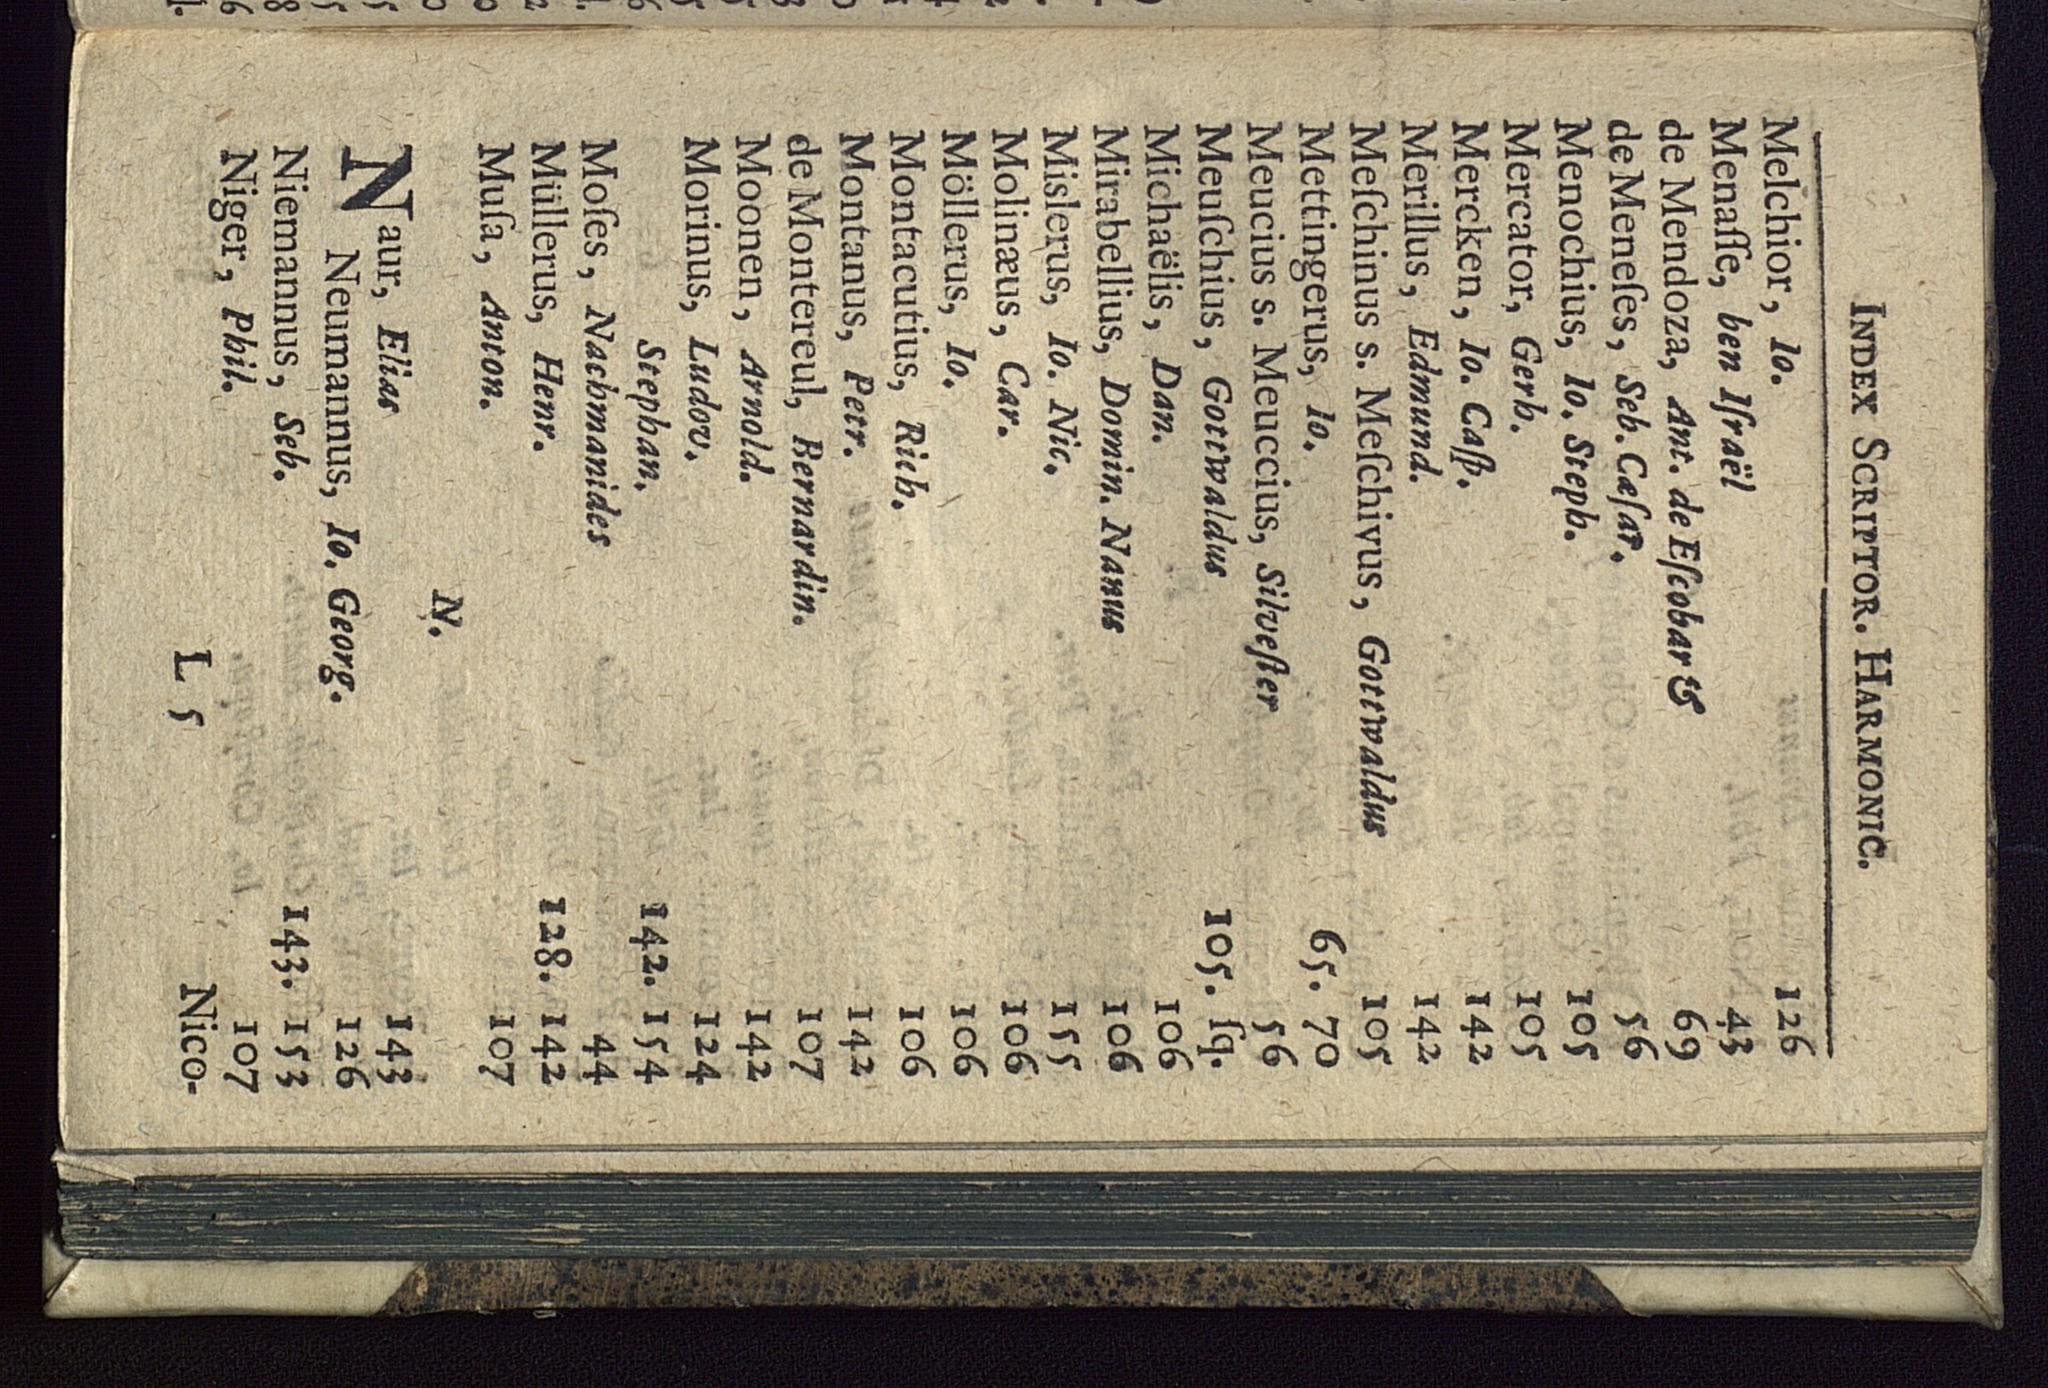 INDEX SCRIPTOR. HARMONIC.
Melchior, Io. 126
Menaſſe, ben Iſraël 43
de Mendoza, Ant. de Eſcobar & 69
de Meneſes, Seb. Cæſar. 56
Menochius, Io. Steph. 105
Mercator, Gerh. 105
Mercken, Io. Caſp. 142
Merillus, Edmund. 142
Meſchinus s. Meſchivus, Gottwaldus 105
Mettingerus, Io. 65. 70
Meucius s. Meuccius, Silveſter 56
Meuſchius, Gottwaldus 105. ſq.
Michaëlis, Dan. 106
Mirabellius, Domin. Nanus 106
Mislerus, Io. Nic. 155
Molinæus, Car. 106
Möllerus, Io. 106
Montacutius, Rich. 106
Montanus, Petr. 142
de Montereul, Bernardin. 107
Moonen, Arnold. 142
Morinus, Ludov. 124
Stephan. 142. 154
Moſes, Nachmanides 44
Müllerus, Henr. 128. 142
Muſa, Anton. 107
N.
Naur, Elias 143
Neumannus, Io. Georg. 126
Niemannus, Seb. 143. 153
Niger, Phil. 107
L 5 Nico-